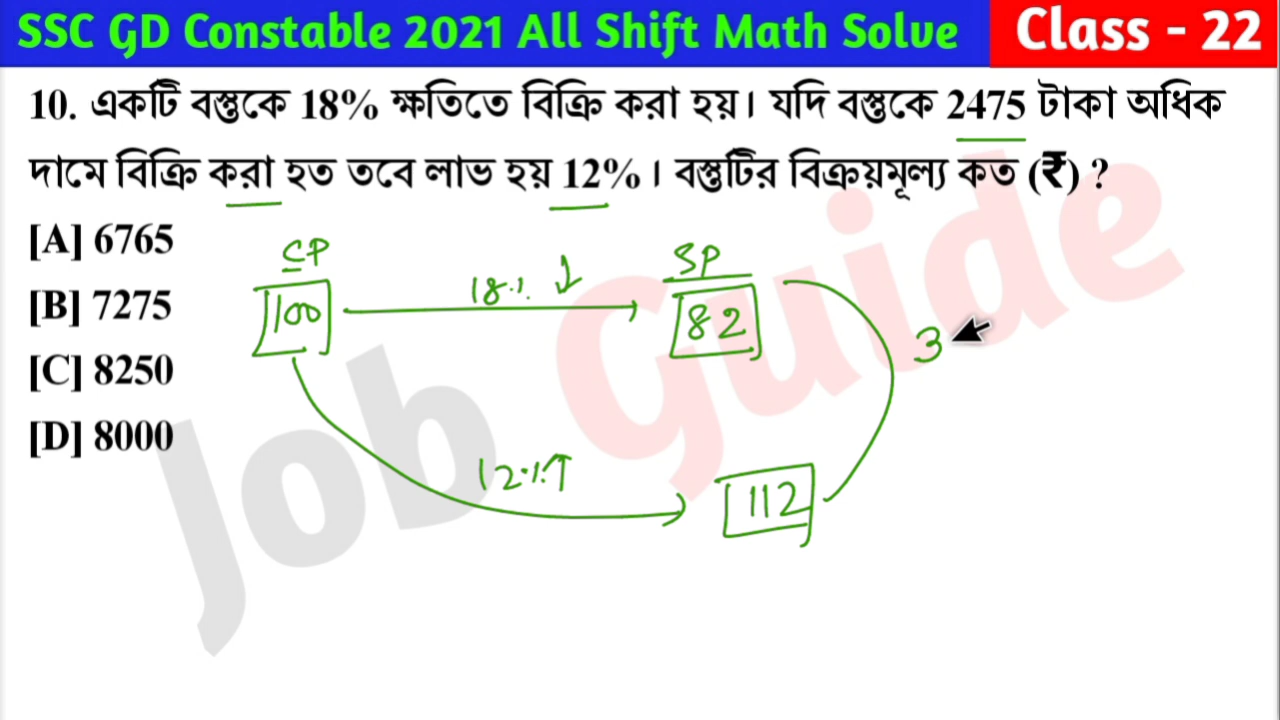 SSC GD Constable 2021 All Shift Math Solve
Class - 22
10. একটি বস্তুকে 18% ক্ষতিতে বিক্রি করা হয়। যদি বস্তুকে 2475 টাকা অধিক
দামে বিক্রি করা হত তবে লাভ হয় 12% । বস্তুটির বিক্রয়মূল্য কত (₹) ?
[A] 6765
[B] 7275
[C] 8250
[D] 8000
CP
SP
18% ↓
100
82
3
12% ↑
112
Job Guide